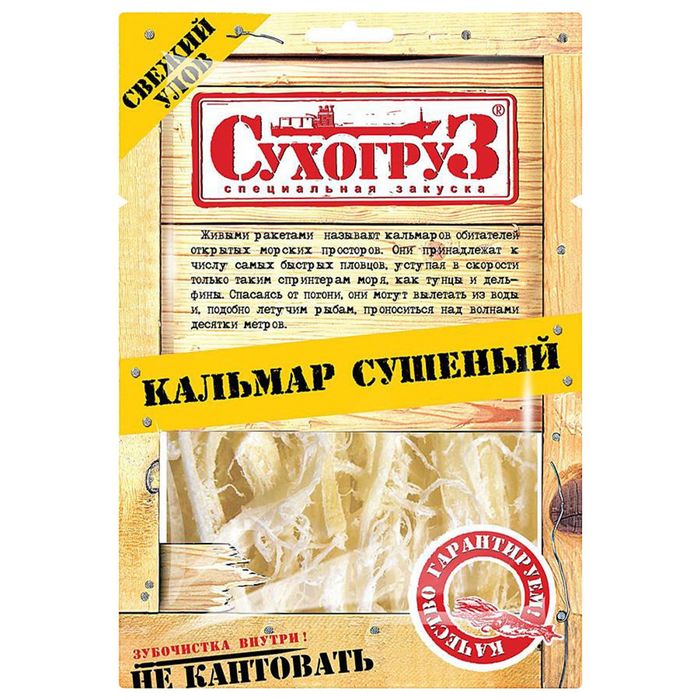 СВЕЖИЙ
УЛОВ
СУХОГРУЗ®
специальная закуска
Живыми ракетами называют кальмаров обитателей
открытых морских просторов. Они принадлежат к
числу самых быстрых пловцов, уступая в скорости
только таким спринтерам моря, как тунцы и дель-
фины. Спасаясь от погони, они могут вылетать из воды
и, подобно летучим рыбам, проноситься над волнами
десятки метров.
КАЛЬМАР СУШЕНЫЙ
КАЧЕСТВО ГАРАНТИРУЕМ!
ЗУБОЧИСТКА ВНУТРИ!
НЕ КАНТОВАТЬ